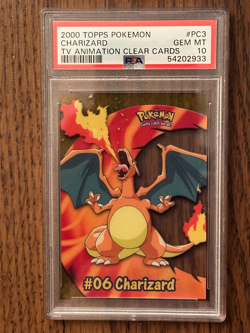 2000 TOPPS POKEMON #PC3
CHARIZARD GEM MT
TV ANIMATION CLEAR CARDS 10
PSA 54202933
POKéMON
#06 Charizard